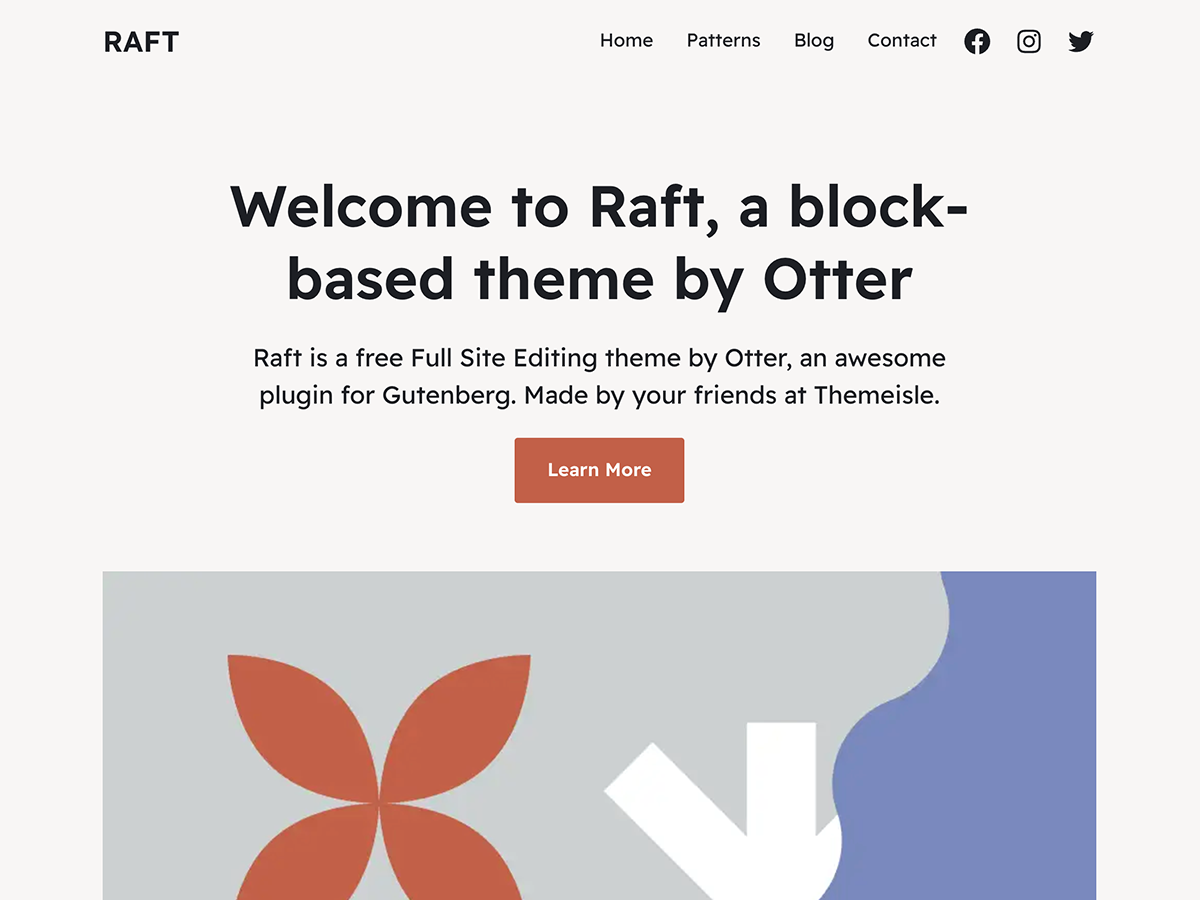 RAFT
Home Patterns Blog Contact
Welcome to Raft, a block-
based theme by Otter
Raft is a free Full Site Editing theme by Otter, an awesome
plugin for Gutenberg. Made by your friends at Themeisle.
Learn More